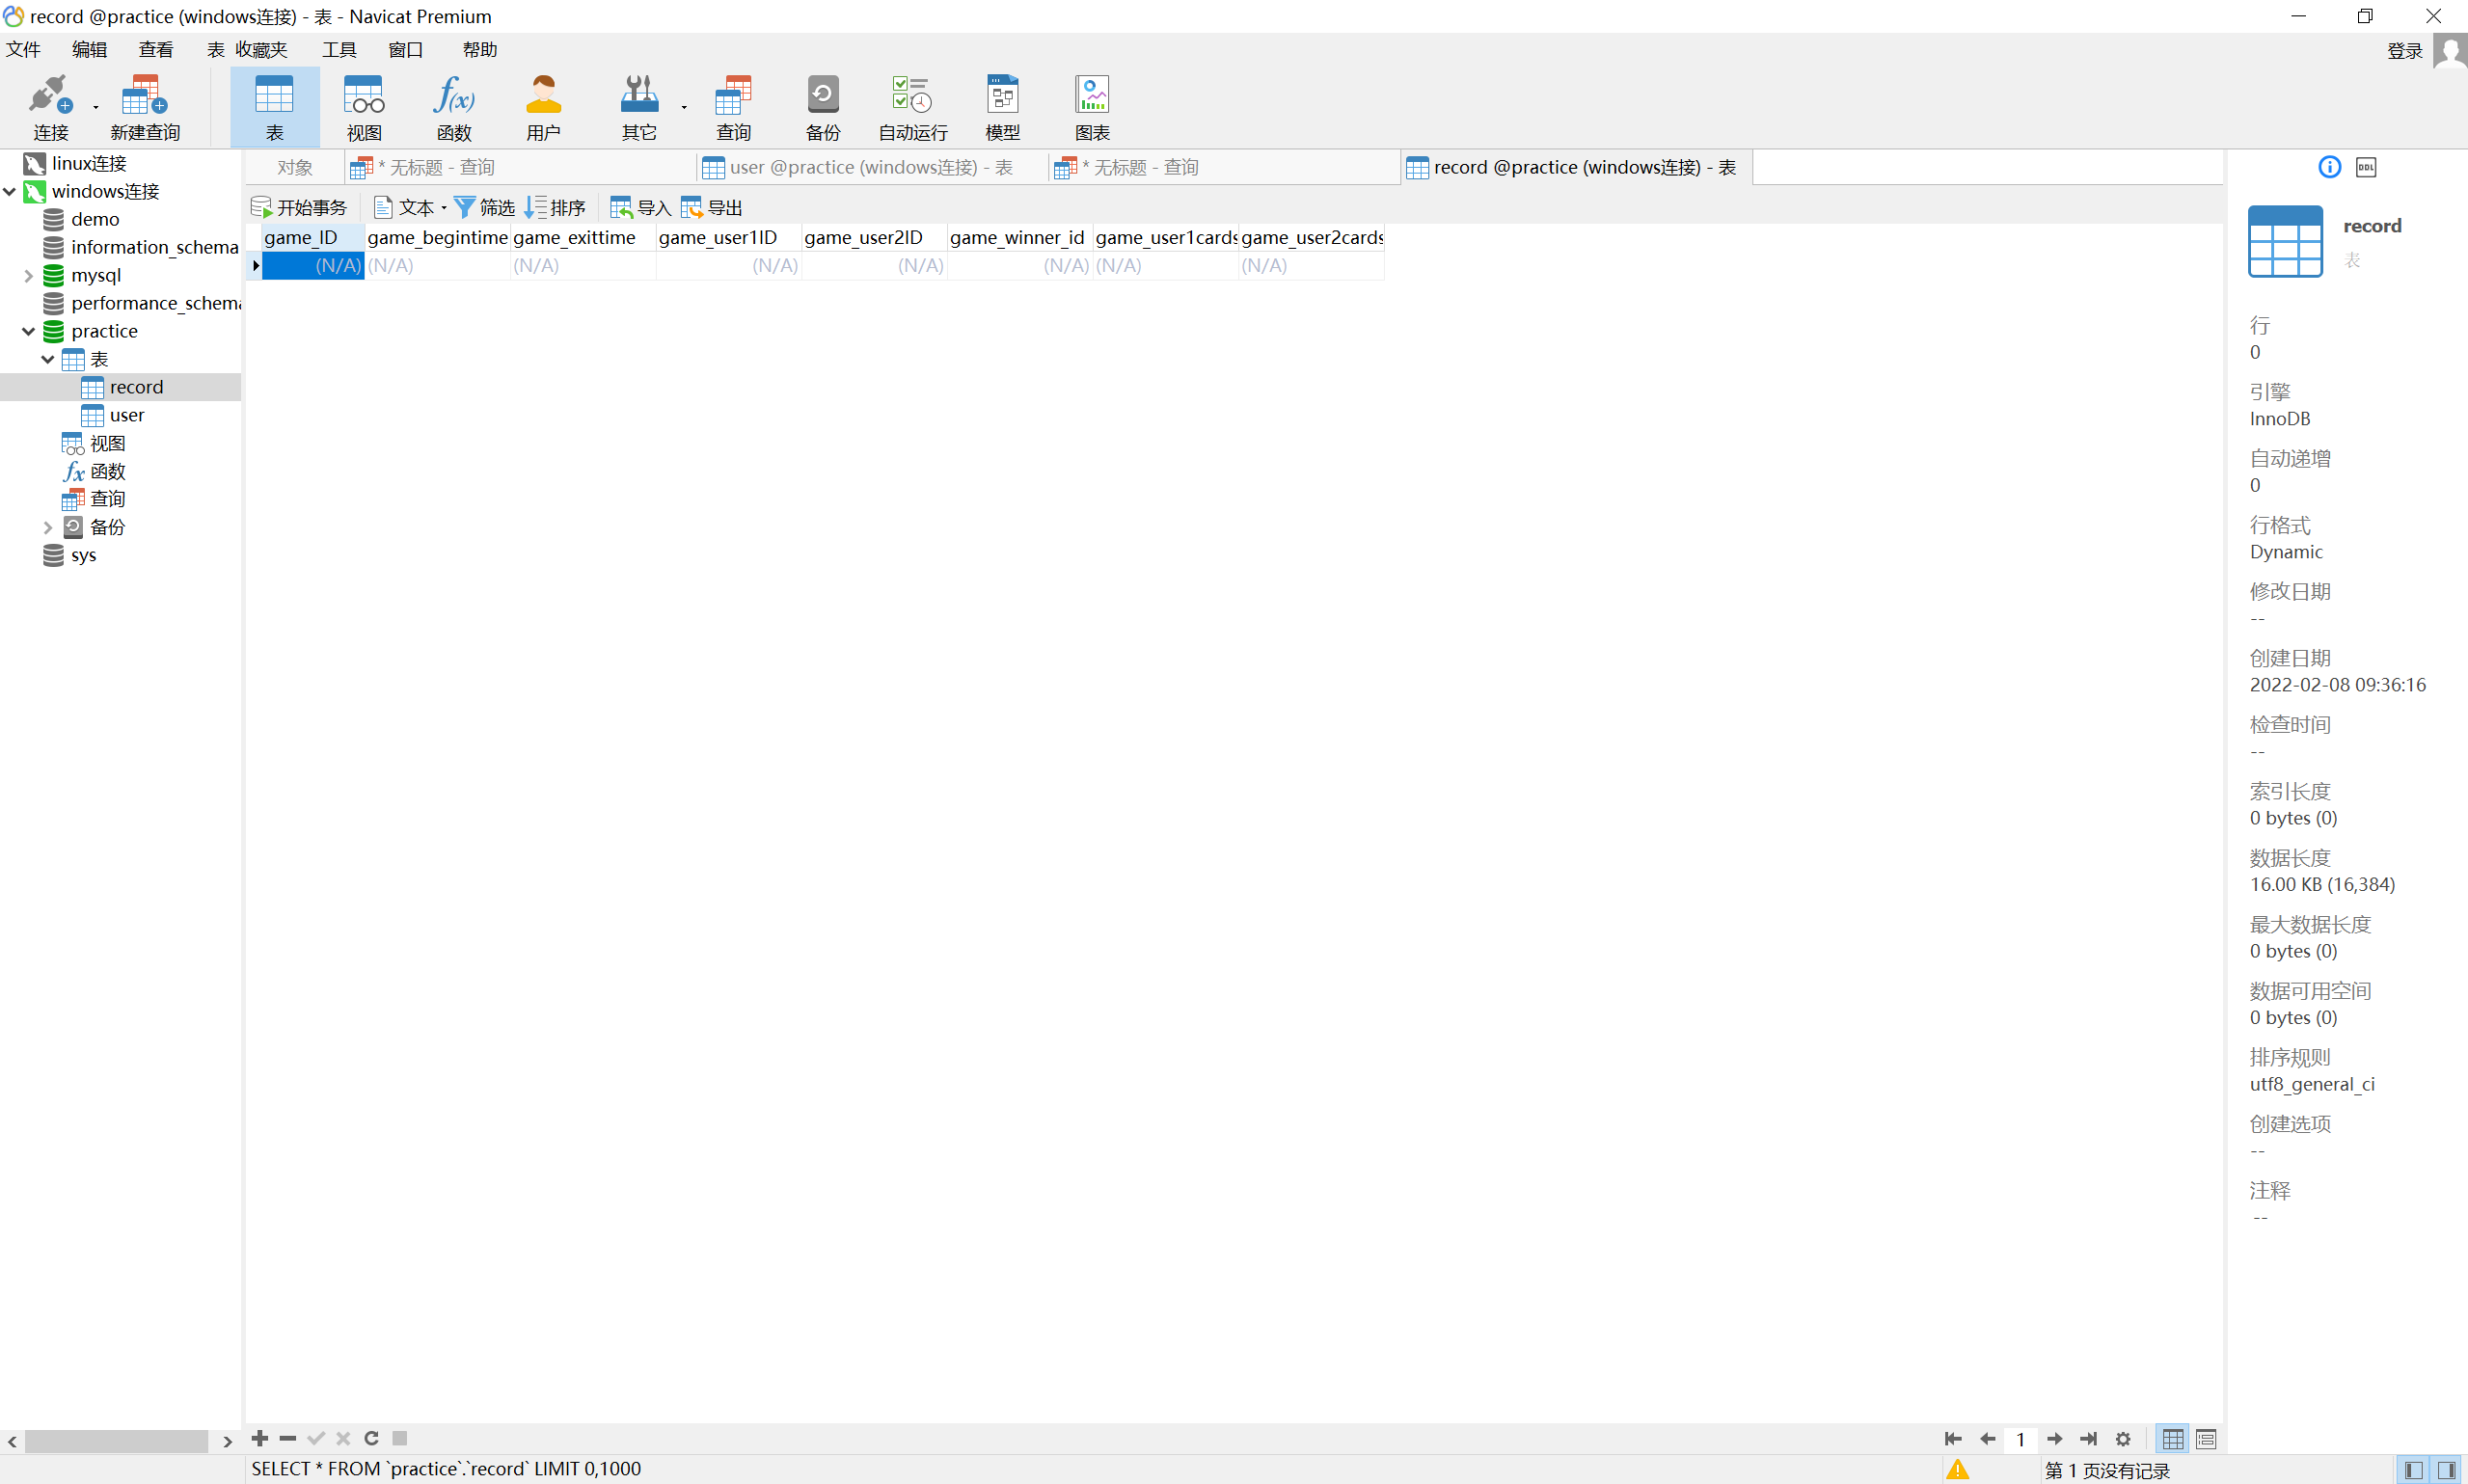 record @practice (windows连接) - 表 - Navicat Premium
文件 编辑 查看 表 收藏夹 工具 窗口 帮助 登录
连接 新建查询 表 视图 函数 用户 其它 查询 备份 自动运行 模型 图表
对象 * 无标题 - 查询 user @practice (windows连接) - 表 * 无标题 - 查询 record @practice (windows连接) - 表
开始事务 文本 筛选 排序 导入 导出
game_ID game_begintime game_exittime game_user1ID game_user2ID game_winner_id game_user1cards game_user2cards
(N/A) (N/A) (N/A) (N/A) (N/A) (N/A) (N/A) (N/A)
linux连接
windows连接
demo
information_schema
mysql
performance_schema
practice
表
record
user
视图
函数
查询
备份
sys
DDL
record
表
行
0
引擎
InnoDB
自动递增
0
行格式
Dynamic
修改日期
--
创建日期
2022-02-08 09:36:16
检查时间
--
索引长度
0 bytes (0)
数据长度
16.00 KB (16,384)
最大数据长度
0 bytes (0)
数据可用空间
0 bytes (0)
排序规则
utf8_general_ci
创建选项
--
注释
--
1
SELECT * FROM `practice`.`record` LIMIT 0,1000
第 1 页没有记录